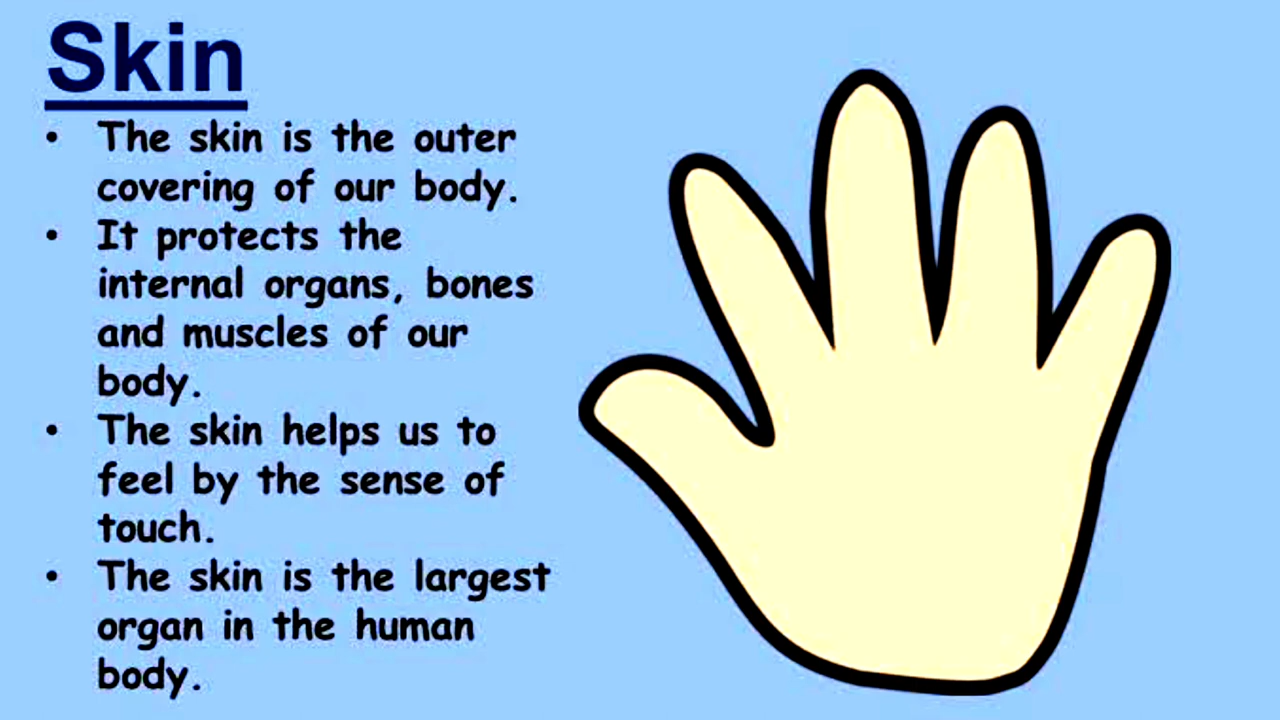 Skin
• The skin is the outer
covering of our body.
• It protects the
internal organs, bones
and muscles of our
body.
• The skin helps us to
feel by the sense of
touch.
• The skin is the largest
organ in the human
body.